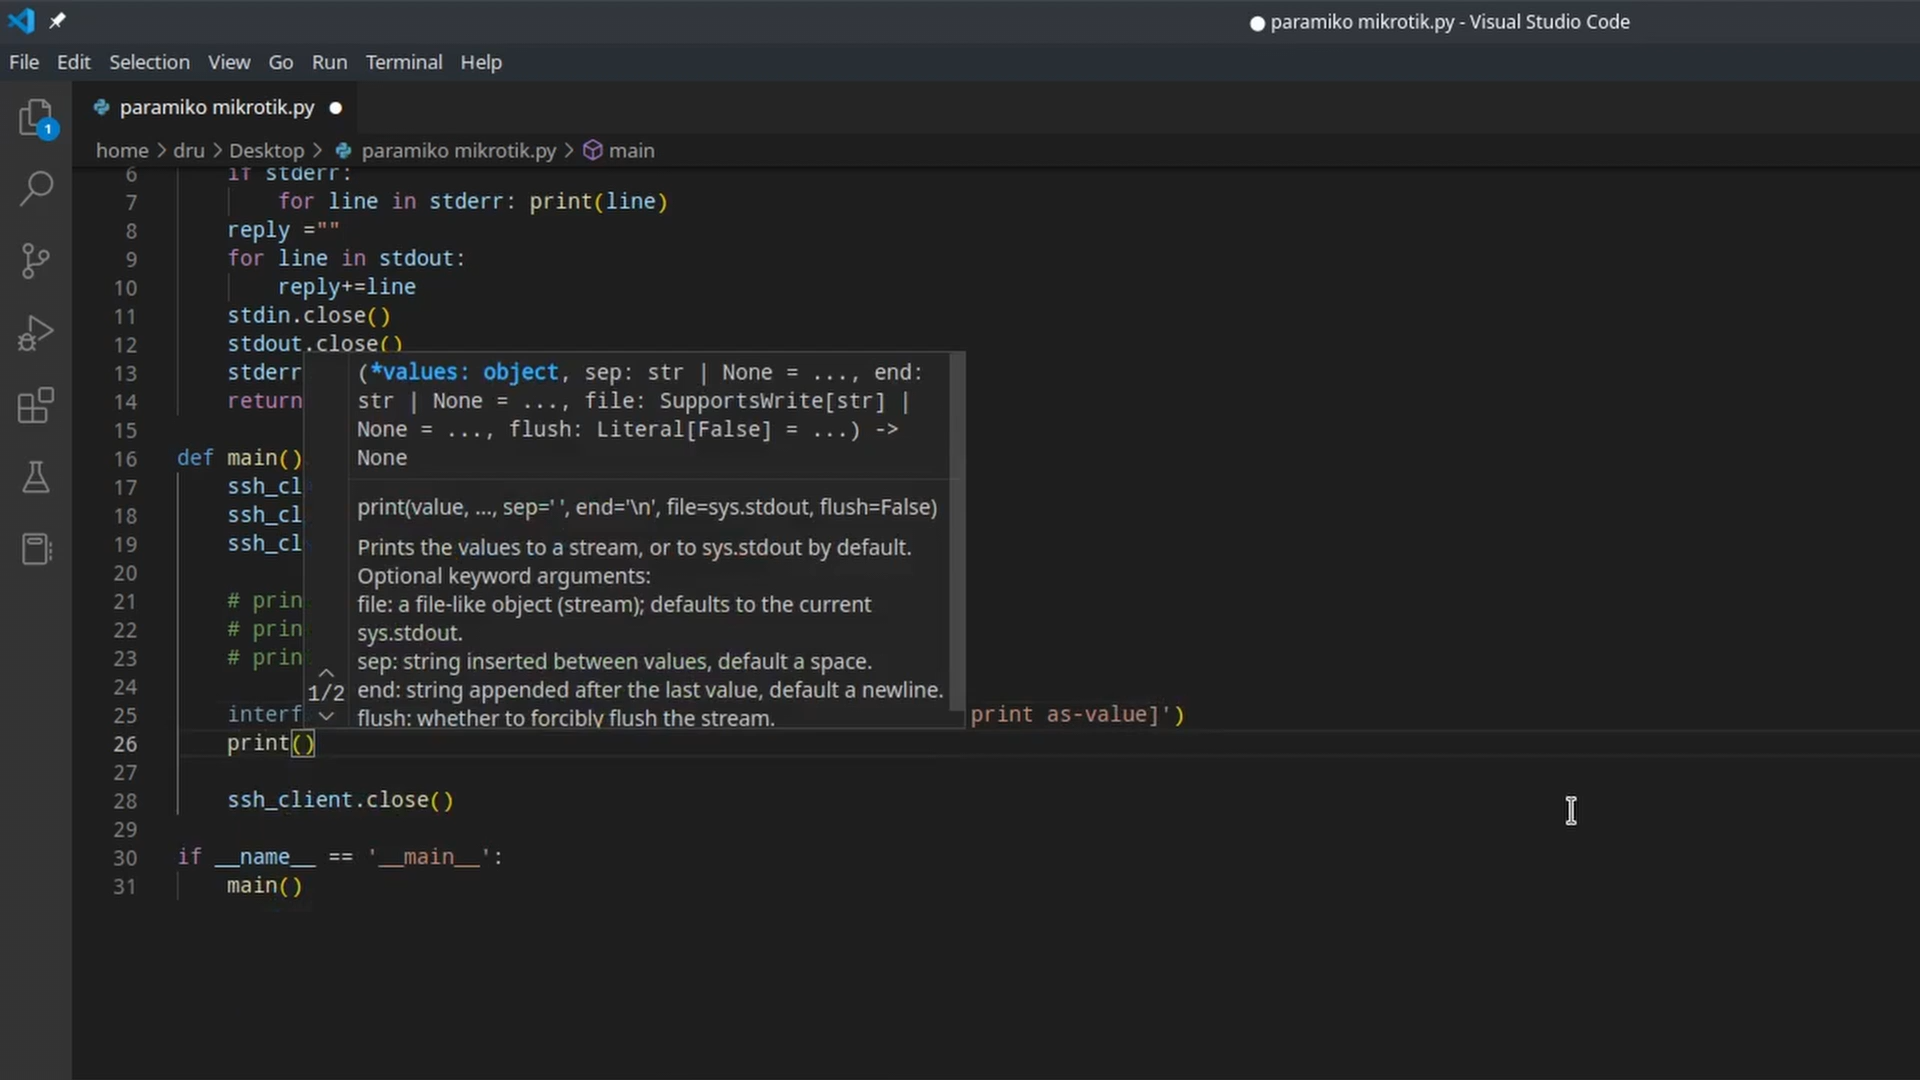 paramiko mikrotik.py - Visual Studio Code
File Edit Selection View Go Run Terminal Help
paramiko mikrotik.py
1
home > dru > Desktop > paramiko mikrotik.py > main
6 if stderr:
7 for line in stderr: print(line)
8 reply =""
9 for line in stdout:
10 reply+=line
11 stdin.close()
12 stdout.close()
13 stderr
14 return
15
16 def main()
17 ssh_cl
18 ssh_cl
19 ssh_cl
20
21 # prin
22 # prin
23 # prin
24
25 interf print as-value]')
26 print()
27
28 ssh_client.close()
29
30 if __name__ == '__main__':
31 main()
(*values: object, sep: str | None = ..., end:
str | None = ..., file: SupportsWrite[str] |
None = ..., flush: Literal[False] = ...) ->
None
print(value, ..., sep=' ', end='\n', file=sys.stdout, flush=False)
Prints the values to a stream, or to sys.stdout by default.
Optional keyword arguments:
file: a file-like object (stream); defaults to the current
sys.stdout.
sep: string inserted between values, default a space.
end: string appended after the last value, default a newline.
flush: whether to forcibly flush the stream.
1/2